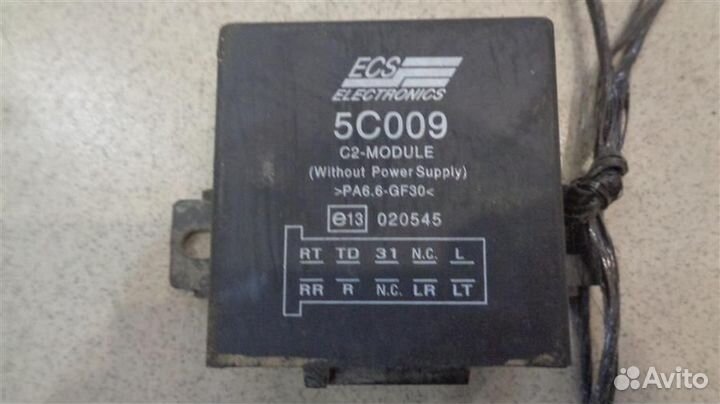 ECS
ELECTRONICS
5C009
C2-MODULE
(Without Power Supply)
>PA6.6-GF30<
e13 020545
RT TD 31 N.C. L
RR R N.C. LR LT
Avito